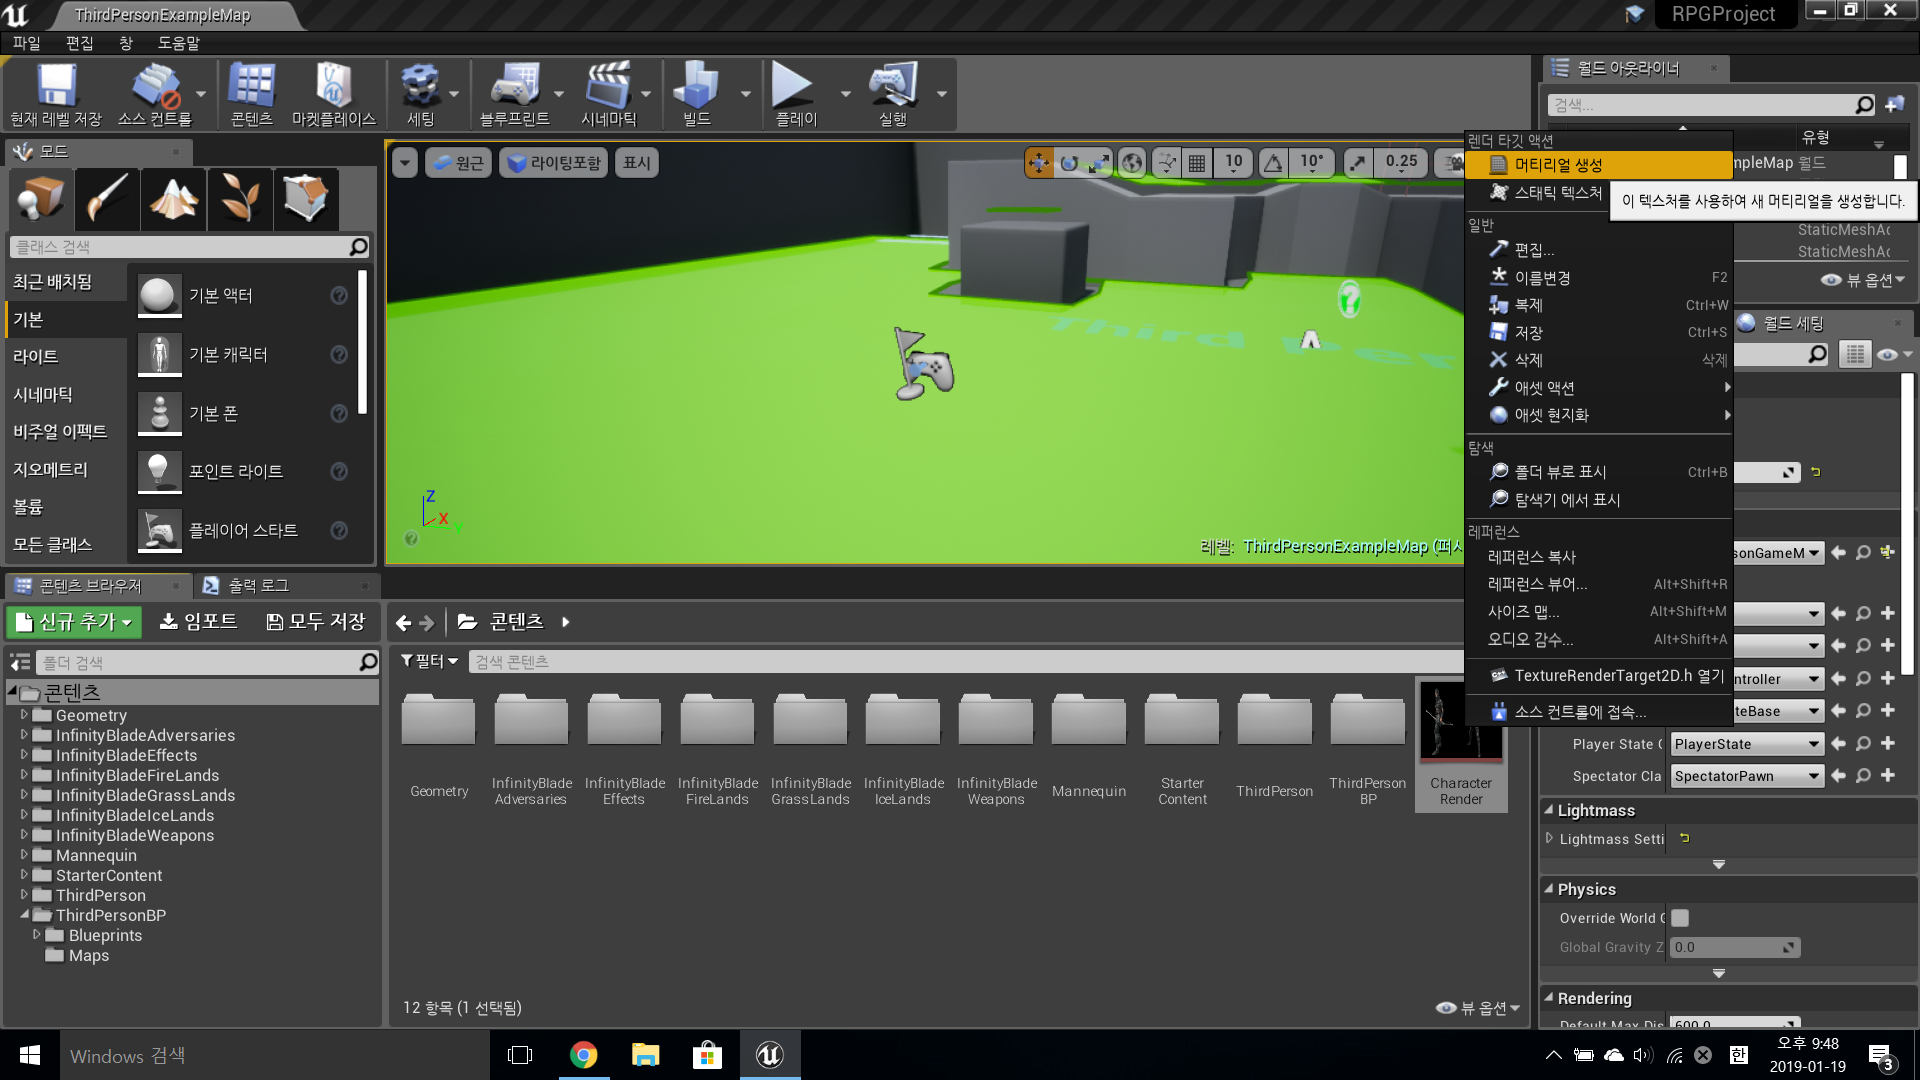 ThirdPersonExampleMap
RPGProject
파일 편집 창 도움말
현재 레벨 저장
소스 컨트롤
콘텐츠
마켓플레이스
세팅
블루프린트
시네마틱
빌드
플레이
실행
월드 아웃라이너
검색...
유형
mpleMap 월드
StaticMeshAc
StaticMeshAc
뷰 옵션
모드
클래스 검색
최근 배치됨
기본
라이트
시네마틱
비주얼 이펙트
지오메트리
볼륨
모든 클래스
기본 액터
기본 캐릭터
기본 폰
포인트 라이트
플레이어 스타트
원근
라이팅포함
표시
10
10°
0.25
Third Per
Z
X
Y
레벨: ThirdPersonExampleMap (퍼시
렌더 타깃 액션
머티리얼 생성
스태틱 텍스처
이 텍스처를 사용하여 새 머티리얼을 생성합니다.
일반
편집...
이름변경 F2
복제 Ctrl+W
저장 Ctrl+S
삭제 삭제
애셋 액션
애셋 현지화
탐색
폴더 뷰로 표시 Ctrl+B
탐색기 에서 표시
레퍼런스
레퍼런스 복사
레퍼런스 뷰어... Alt+Shift+R
사이즈 맵... Alt+Shift+M
오디오 감수... Alt+Shift+A
TextureRenderTarget2D.h 열기
소스 컨트롤에 접속...
월드 세팅
sonGameM
ntroller
teBase
Player State C
PlayerState
Spectator Cla
SpectatorPawn
Lightmass
Lightmass Setti
Physics
Override World G
Global Gravity Z
0.0
Rendering
Default Max Dis
600.0
콘텐츠 브라우저
출력 로그
신규 추가
임포트
모두 저장
콘텐츠
폴더 검색
필터
검색 콘텐츠
콘텐츠
Geometry
InfinityBladeAdversaries
InfinityBladeEffects
InfinityBladeFireLands
InfinityBladeGrassLands
InfinityBladeIceLands
InfinityBladeWeapons
Mannequin
StarterContent
ThirdPerson
ThirdPersonBP
Blueprints
Maps
Geometry
InfinityBlade
Adversaries
InfinityBlade
Effects
InfinityBlade
FireLands
InfinityBlade
GrassLands
InfinityBlade
IceLands
InfinityBlade
Weapons
Mannequin
Starter
Content
ThirdPerson
ThirdPerson
BP
Character
Render
12 항목 (1 선택됨)
뷰 옵션
Windows 검색
한
오후 9:48
2019-01-19
3